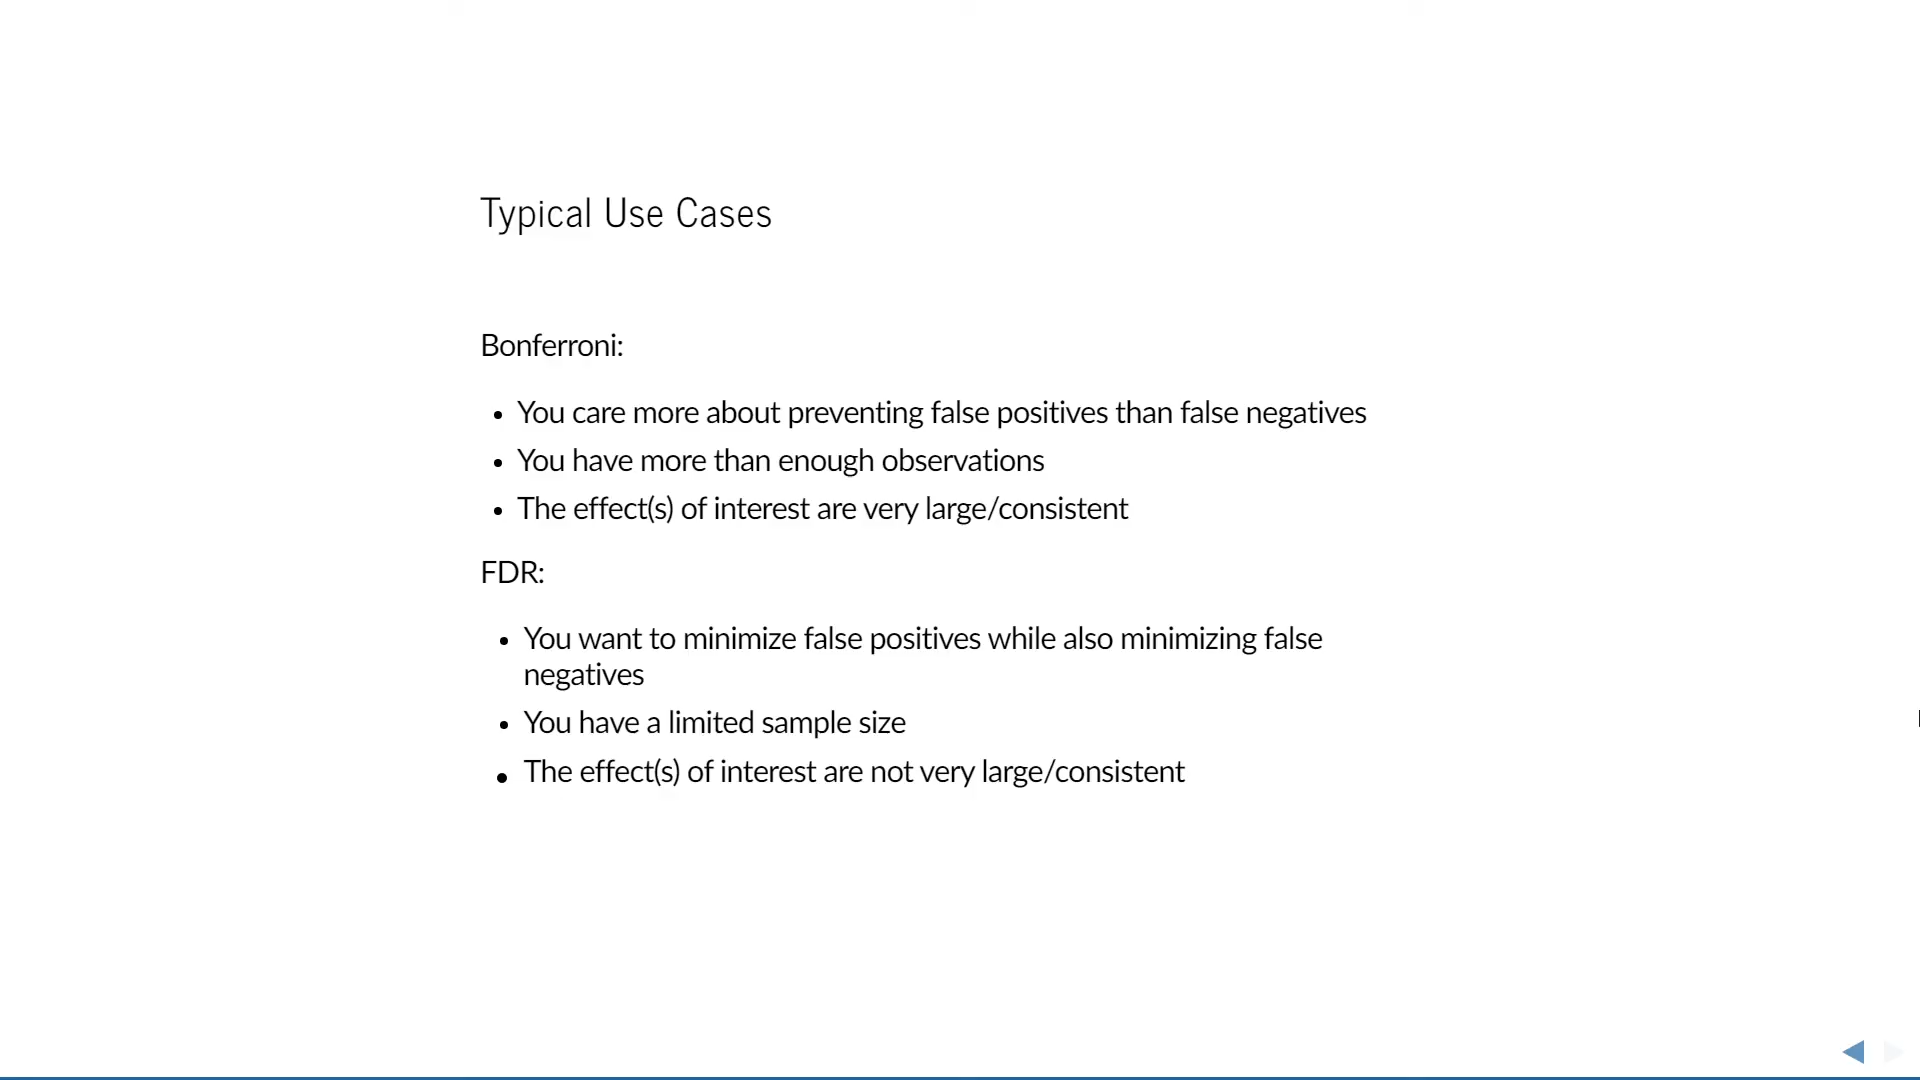 Typical Use Cases
Bonferroni:
• You care more about preventing false positives than false negatives
• You have more than enough observations
• The effect(s) of interest are very large/consistent
FDR:
• You want to minimize false positives while also minimizing false
negatives
• You have a limited sample size
• The effect(s) of interest are not very large/consistent